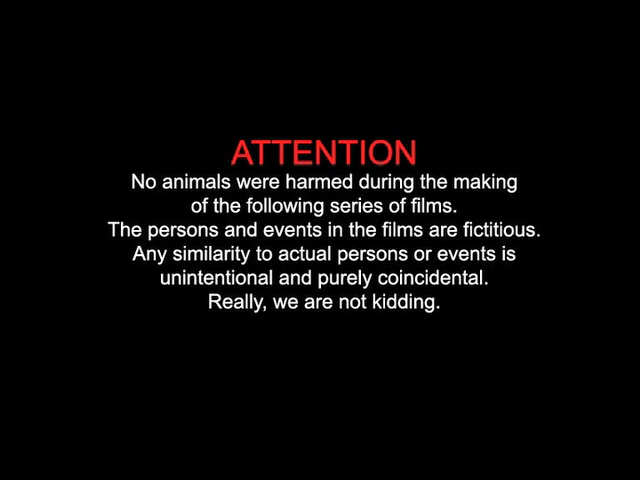 ATTENTION
No animals were harmed during the making
of the following series of films.
The persons and events in the films are fictitious.
Any similarity to actual persons or events is
unintentional and purely coincidental.
Really, we are not kidding.